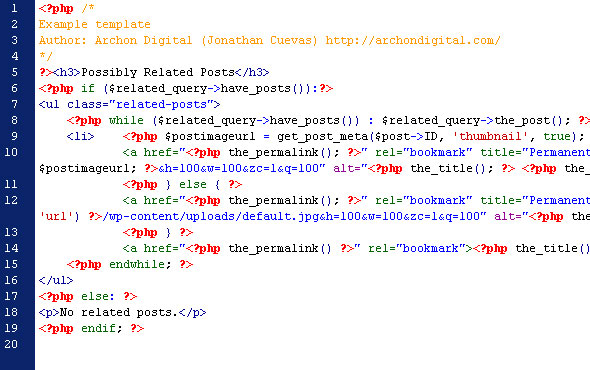 1 <?php /*
2 Example template
3 Author: Archon Digital (Jonathan Cuevas) http://archondigital.com/
4 */
5 ?><h3>Possibly Related Posts</h3>
6 <?php if ($related_query->have_posts()):?>
7 <ul class="related-posts">
8 <?php while ($related_query->have_posts()) : $related_query->the_post(); ?>
9 <li> <?php $postimageurl = get_post_meta($post->ID, 'thumbnail', true);
10 <a href="<?php the_permalink(); ?>" rel="bookmark" title="Permanent
$postimageurl; ?>&h=100&w=100&zc=1&q=100" alt="<?php the_title(); ?> <?php the_
11 <?php } else { ?>
12 <a href="<?php the_permalink(); ?>" rel="bookmark" title="Permanent
'url') ?>/wp-content/uploads/default.jpg&h=100&w=100&zc=1&q=100" alt="<?php the
13 <?php } ?>
14 <a href="<?php the_permalink() ?>" rel="bookmark"><?php the_title()
15 <?php endwhile; ?>
16 </ul>
17 <?php else: ?>
18 <p>No related posts.</p>
19 <?php endif; ?>
20